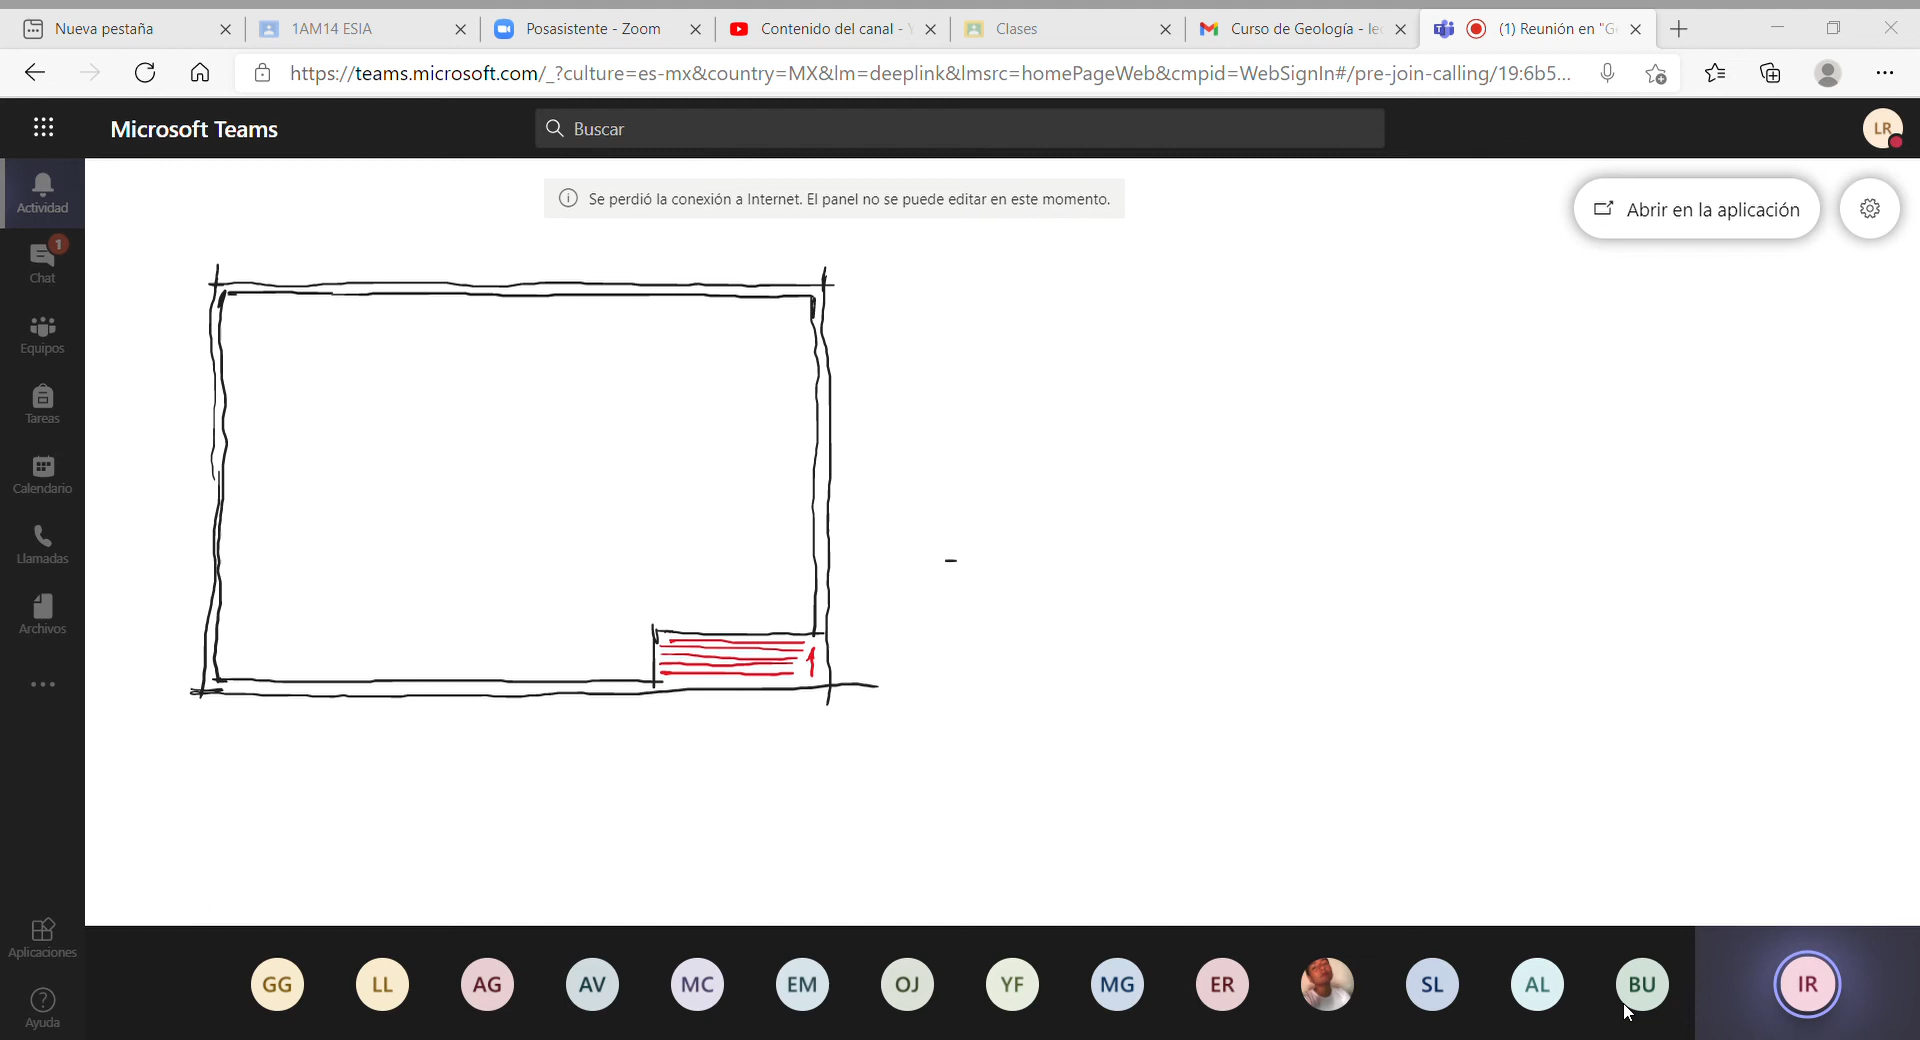 Nueva pestaña
1AM14 ESIA
Posasistente - Zoom
Contenido del canal - Y
Clases
Curso de Geología - lec
(1) Reunión en "Ge
https://teams.microsoft.com/_?culture=es-mx&country=MX&lm=deeplink&lmsrc=homePageWeb&cmpid=WebSignIn#/pre-join-calling/19:6b5...
Microsoft Teams
Buscar
LR
Actividad
1
Chat
Equipos
Tareas
Calendario
Llamadas
Archivos
Aplicaciones
Ayuda
Se perdió la conexión a Internet. El panel no se puede editar en este momento.
Abrir en la aplicación
1
GG
LL
AG
AV
MC
EM
OJ
YF
MG
ER
SL
AL
BU
IR